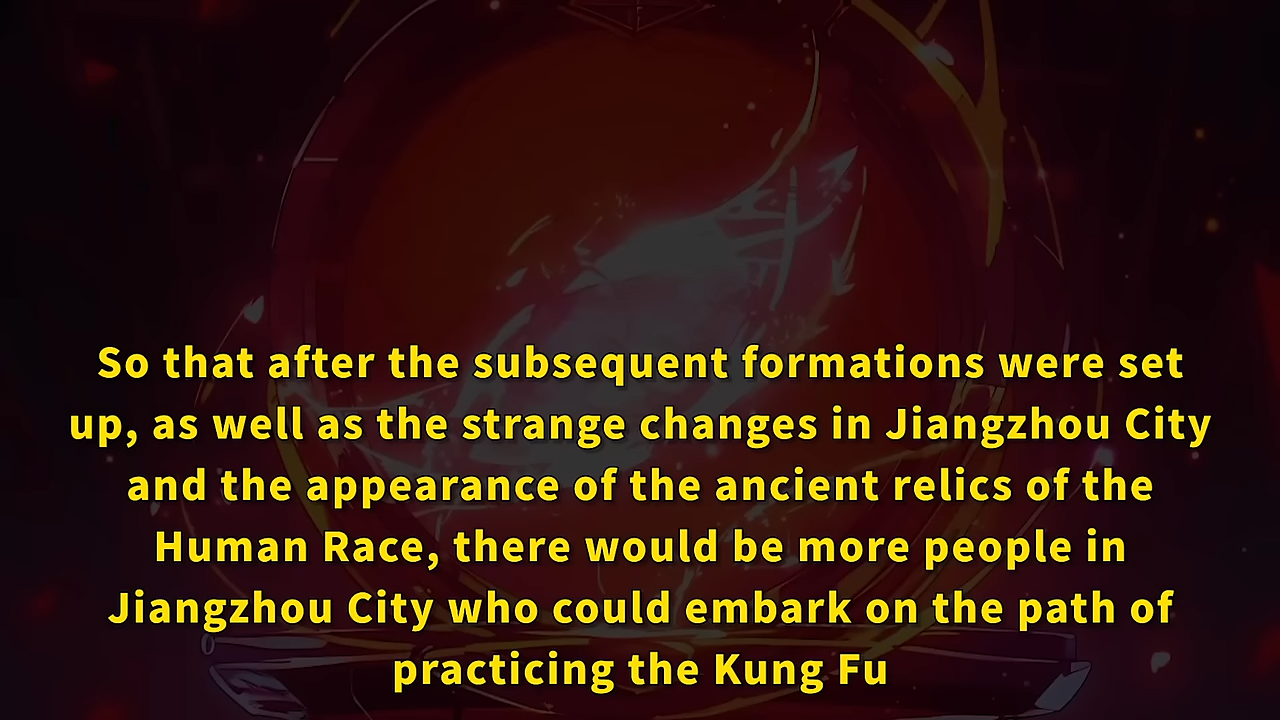 So that after the subsequent formations were set
up, as well as the strange changes in Jiangzhou City
and the appearance of the ancient relics of the
Human Race, there would be more people in
Jiangzhou City who could embark on the path of
practicing the Kung Fu